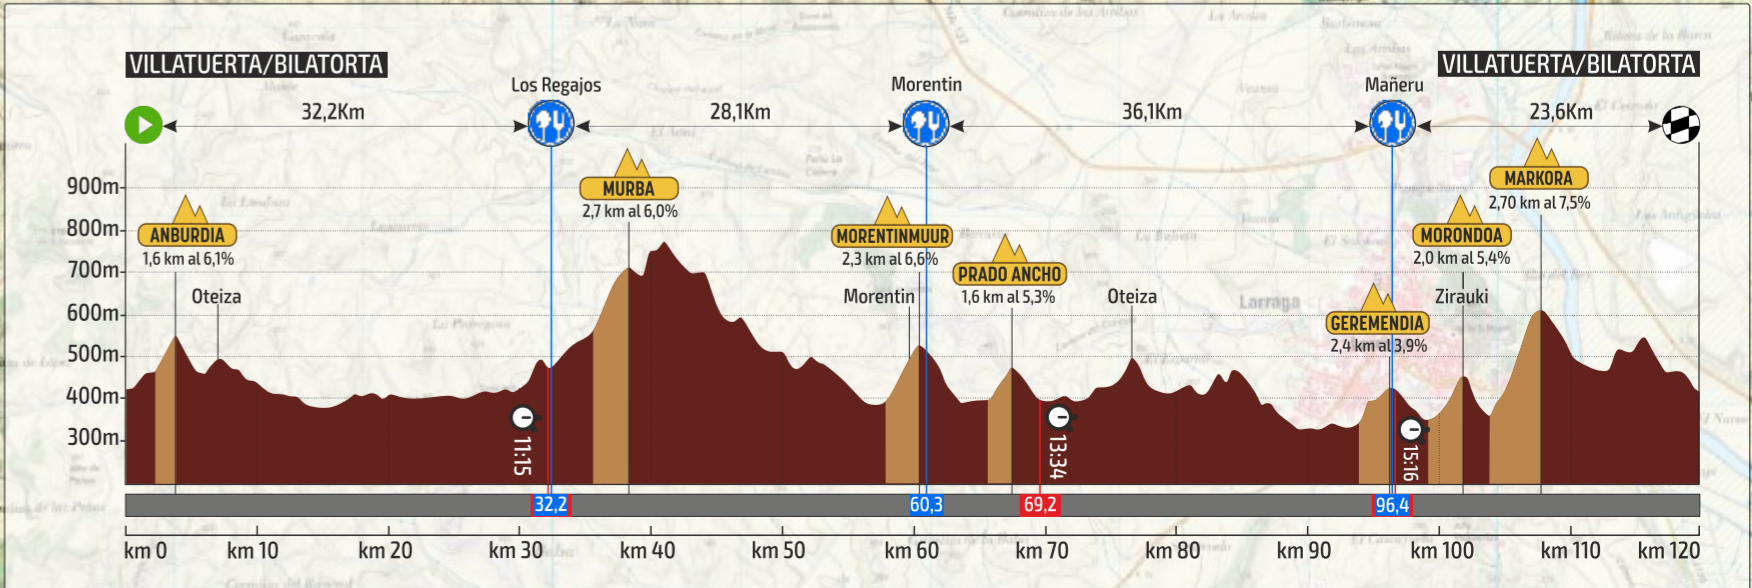 VILLATUERTA/BILATORTA
VILLATUERTA/BILATORTA
Los Regajos
Morentin
Mañeru
32,2Km
28,1Km
36,1Km
23,6Km
900m
800m
700m
600m
500m
400m
300m
ANBURDIA
1,6 km al 6,1%
Oteiza
MURBA
2,7 km al 6,0%
MORENTINMUUR
2,3 km al 6,6%
Morentin
PRADO ANCHO
1,6 km al 5,3%
Oteiza
GEREMENDIA
2,4 km al 3,9%
MORONDOA
2,0 km al 5,4%
Zirauki
MARKORA
2,70 km al 7,5%
Larraga
11:15
13:34
15:16
32,2
60,3
69,2
96,4
km 0
km 10
km 20
km 30
km 40
km 50
km 60
km 70
km 80
km 90
km 100
km 110
km 120